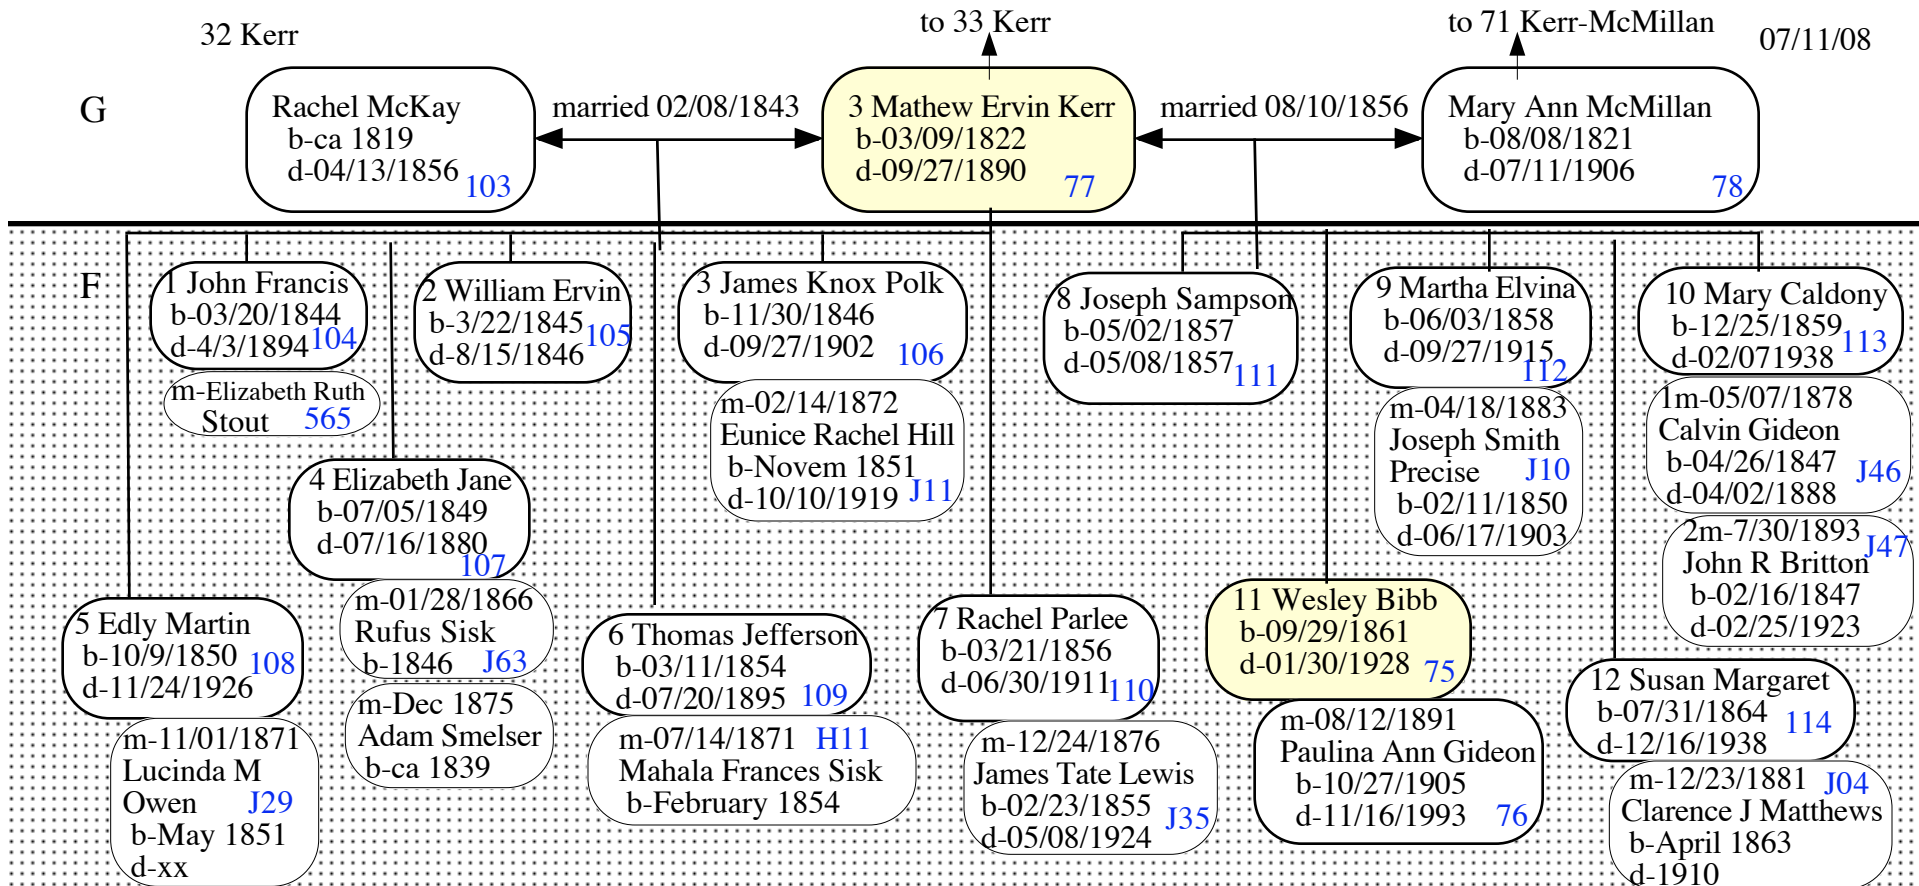 32 Kerr
to 33 Kerr
to 71 Kerr-McMillan
07/11/08
G
Rachel McKay
b-ca 1819
d-04/13/1856 103
married 02/08/1843
3 Mathew Ervin Kerr
b-03/09/1822
d-09/27/1890 77
married 08/10/1856
Mary Ann McMillan
b-08/08/1821
d-07/11/1906 78
F
1 John Francis
b-03/20/1844
d-4/3/1894 104
m-Elizabeth Ruth
Stout 565
2 William Ervin
b-3/22/1845 105
d-8/15/1846
3 James Knox Polk
b-11/30/1846
d-09/27/1902 106
m-02/14/1872
Eunice Rachel Hill
b-Novem 1851
d-10/10/1919 J11
8 Joseph Sampson
b-05/02/1857
d-05/08/1857 111
9 Martha Elvina
b-06/03/1858
d-09/27/1915
112
m-04/18/1883
Joseph Smith
Precise J10
b-02/11/1850
d-06/17/1903
10 Mary Caldony
b-12/25/1859 113
d-02/071938
1m-05/07/1878
Calvin Gideon
b-04/26/1847 J46
d-04/02/1888
2m-7/30/1893 J47
John R Britton
b-02/16/1847
d-02/25/1923
4 Elizabeth Jane
b-07/05/1849
d-07/16/1880
107
m-01/28/1866
Rufus Sisk
b-1846 J63
m-Dec 1875
Adam Smelser
b-ca 1839
5 Edly Martin
b-10/9/1850 108
d-11/24/1926
m-11/01/1871
Lucinda M
Owen J29
b-May 1851
d-xx
6 Thomas Jefferson
b-03/11/1854
d-07/20/1895 109
m-07/14/1871 H11
Mahala Frances Sisk
b-February 1854
7 Rachel Parlee
b-03/21/1856
d-06/30/1911 110
m-12/24/1876
James Tate Lewis
b-02/23/1855 J35
d-05/08/1924
11 Wesley Bibb
b-09/29/1861
d-01/30/1928 75
m-08/12/1891
Paulina Ann Gideon
b-10/27/1905
d-11/16/1993 76
12 Susan Margaret
b-07/31/1864 114
d-12/16/1938
m-12/23/1881 J04
Clarence J Matthews
b-April 1863
d-1910